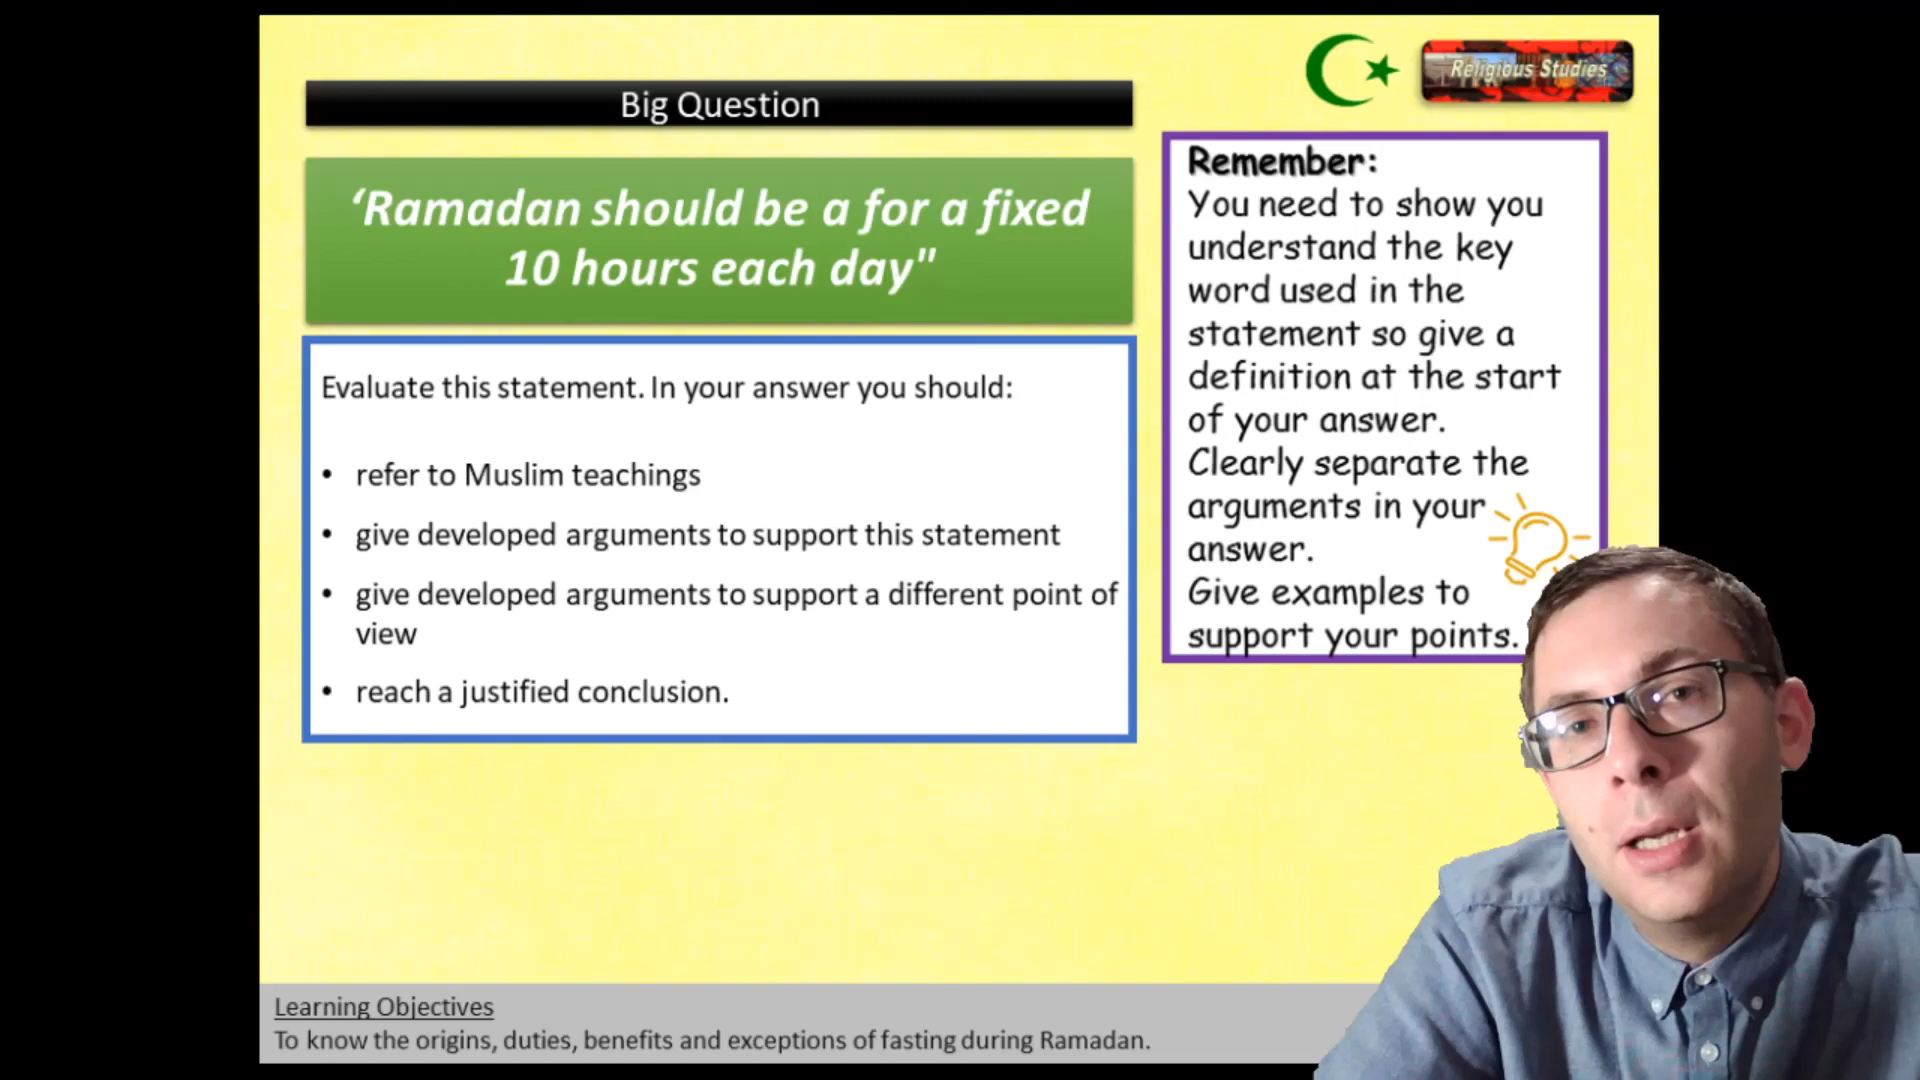 Religious Studies
Big Question
‘Ramadan should be a for a fixed
10 hours each day"
Evaluate this statement. In your answer you should:
• refer to Muslim teachings
• give developed arguments to support this statement
• give developed arguments to support a different point of
view
• reach a justified conclusion.
Remember:
You need to show you
understand the key
word used in the
statement so give a
definition at the start
of your answer.
Clearly separate the
arguments in your
answer.
Give examples to
support your points.
Learning Objectives
To know the origins, duties, benefits and exceptions of fasting during Ramadan.